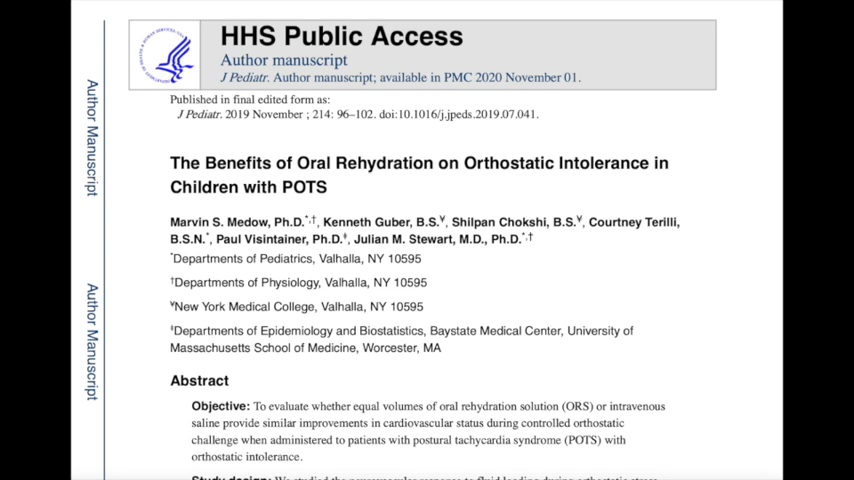 HHS Public Access
Author manuscript
J Pediatr. Author manuscript; available in PMC 2020 November 01.
Published in final edited form as:
J Pediatr. 2019 November ; 214: 96–102. doi:10.1016/j.jpeds.2019.07.041.
The Benefits of Oral Rehydration on Orthostatic Intolerance in
Children with POTS
Marvin S. Medow, Ph.D.*,†, Kenneth Guber, B.S.¥, Shilpan Chokshi, B.S.¥, Courtney Terilli,
B.S.N.*, Paul Visintainer, Ph.D.ǂ, Julian M. Stewart, M.D., Ph.D.*,†
*Departments of Pediatrics, Valhalla, NY 10595
†Departments of Physiology, Valhalla, NY 10595
¥New York Medical College, Valhalla, NY 10595
ǂDepartments of Epidemiology and Biostatistics, Baystate Medical Center, University of
Massachusetts School of Medicine, Worcester, MA
Abstract
Objective: To evaluate whether equal volumes of oral rehydration solution (ORS) or intravenous
saline provide similar improvements in cardiovascular status during controlled orthostatic
challenge when administered to patients with postural tachycardia syndrome (POTS) with
orthostatic intolerance.
Author Manuscript
Author Manuscript